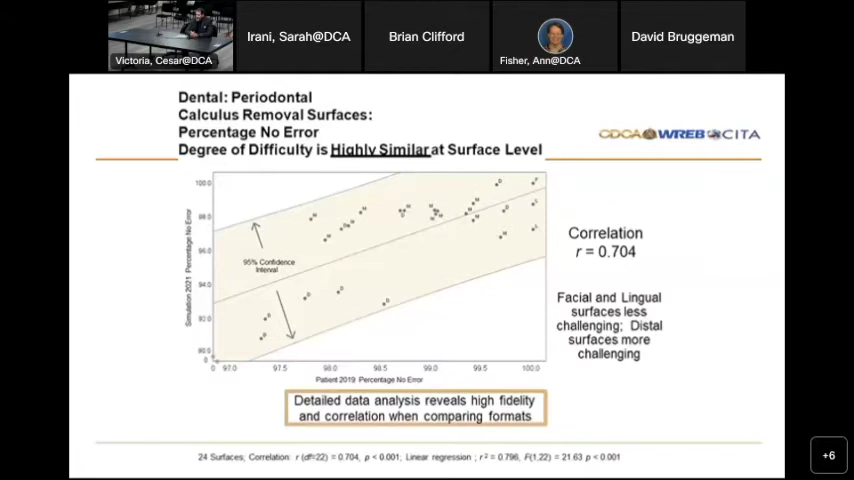 Victoria, Cesar@DCA
Irani, Sarah@DCA
Brian Clifford
Fisher, Ann@DCA
David Bruggeman
Dental: Periodontal
Calculus Removal Surfaces:
Percentage No Error
Degree of Difficulty is Highly Similar at Surface Level
CDCA WREB CITA
100.0
98.0
96.0
94.0
92.0
90.0
0
Simulation 2021 Percentage No Error
95% Confidence
Interval
0 97.0 97.5 98.0 98.5 99.0 99.5 100.0
Patient 2019 Percentage No Error
Correlation
r = 0.704
Facial and Lingual
surfaces less
challenging; Distal
surfaces more
challenging
Detailed data analysis reveals high fidelity
and correlation when comparing formats
24 Surfaces; Correlation: r (df=22) = 0.704, p < 0.001; Linear regression ; r² = 0.796, F(1,22) = 21.63 p < 0.001
+6